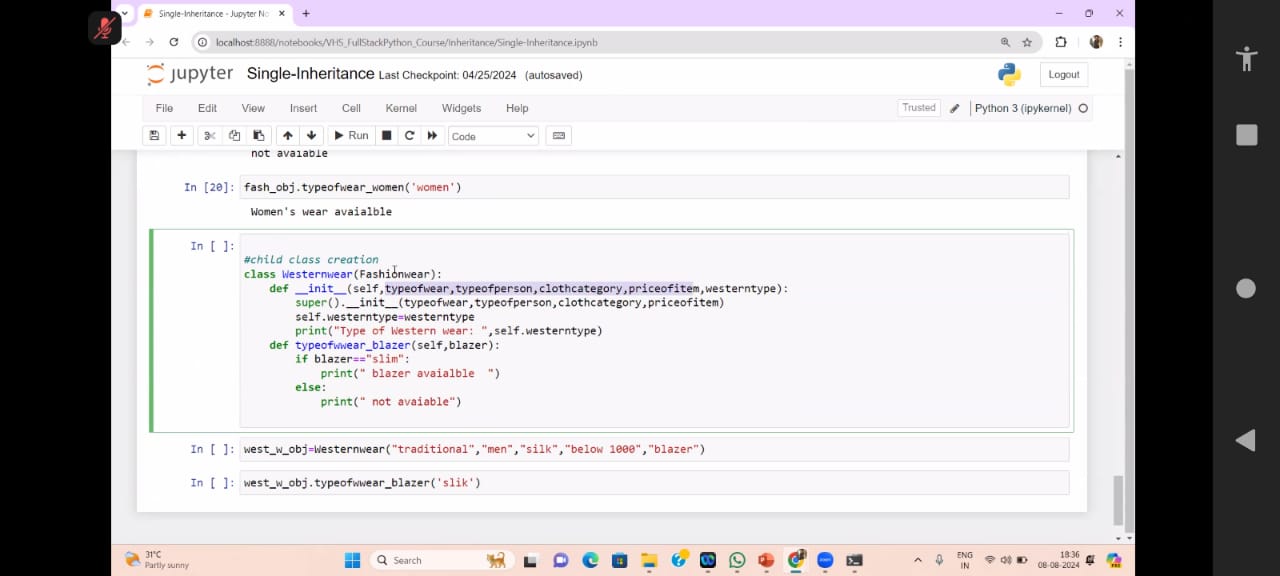 Single-Inheritance - Jupyter No
localhost:8888/notebooks/VHS_FullStackPython_Course/Inheritance/Single-Inheritance.ipynb
jupyter Single-Inheritance Last Checkpoint: 04/25/2024 (autosaved)
Logout
File Edit View Insert Cell Kernel Widgets Help
Trusted Python 3 (ipykernel)
Run Code
not avaiable
In [20]: fash_obj.typeofwear_women('women')
Women's wear avaialble
In [ ]:
#child class creation
class Westernwear(Fashionwear):
def __init__(self,typeofwear,typeofperson,clothcategory,priceofitem,westerntype):
super().__init__(typeofwear,typeofperson,clothcategory,priceofitem)
self.westerntype=westerntype
print("Type of Western wear: ",self.westerntype)
def typeofwwear_blazer(self,blazer):
if blazer=="slim":
print(" blazer avaialble  ")
else:
print(" not avaiable")
In [ ]: west_w_obj=Westernwear("traditional","men","silk","below 1000","blazer")
In [ ]: west_w_obj.typeofwwear_blazer('slik')
31°C
Partly sunny
Search
ENG
IN
18:36
08-08-2024